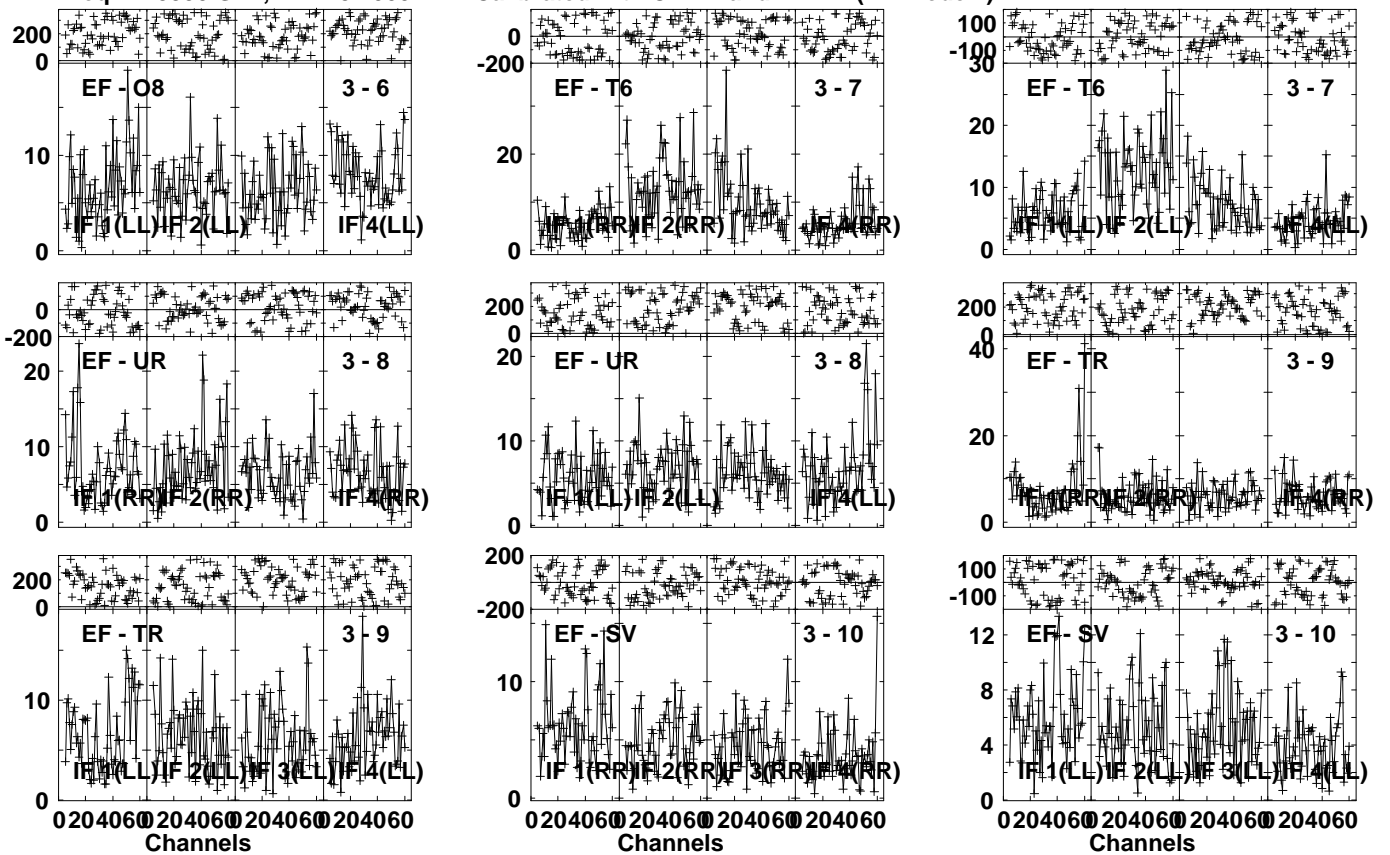 200
0
EF - O8 3 - 6
10
0
IF 1(LL) IF 2(LL) IF 4(LL)
0
-200
EF - T6 3 - 7
20
0
IF 1(RR) IF 2(RR) IF 4(RR)
100
-100
30
EF - T6 3 - 7
20
10
0
IF 1(LL) IF 2(LL) IF 4(LL)
0
-200
EF - UR 3 - 8
20
10
0
IF 1(RR) IF 2(RR) IF 4(RR)
200
0
EF - UR 3 - 8
20
10
0
IF 1(LL) IF 2(LL) IF 4(LL)
200
0
40
EF - TR 3 - 9
20
0
IF 1(RR) IF 2(RR) IF 4(RR)
200
0
EF - TR 3 - 9
10
0
IF 1(LL) IF 2(LL) IF 3(LL) IF 4(LL)
0 20 40 60 0 20 40 60 0 20 40 60 0 20 40 60
Channels
200
-200
EF - SV 3 - 10
10
0
IF 1(RR) IF 2(RR) IF 3(RR) IF 4(RR)
0 20 40 60 0 20 40 60 0 20 40 60 0 20 40 60
Channels
100
-100
EF - SV 3 - 10
12
8
4
0
IF 1(LL) IF 2(LL) IF 3(LL) IF 4(LL)
0 20 40 60 0 20 40 60 0 20 40 60 0 20 40 60
Channels